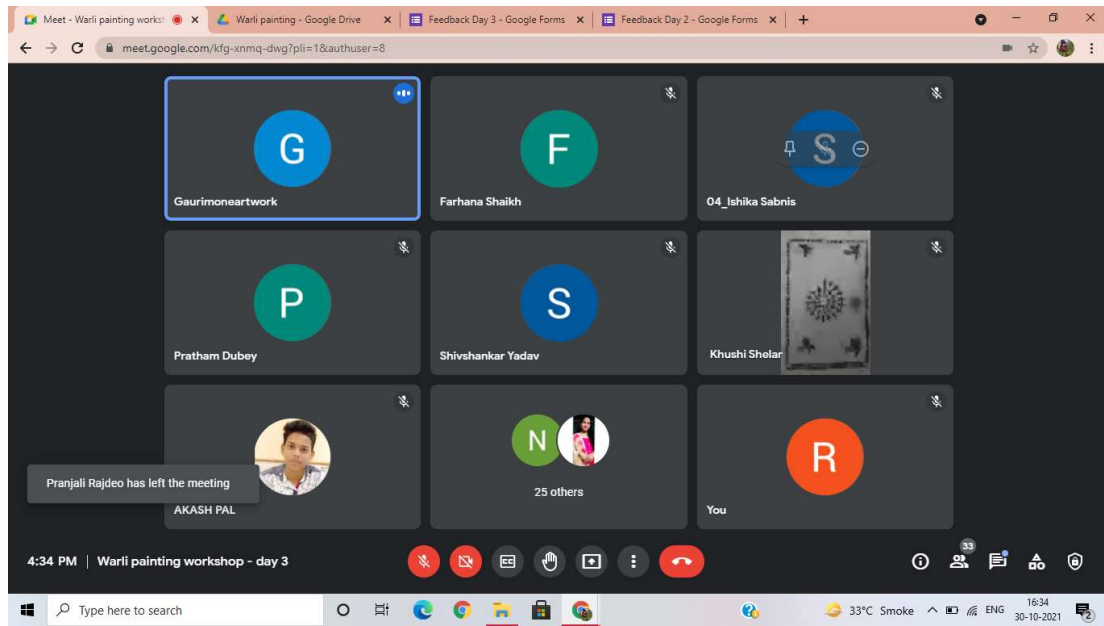 Meet - Warli painting works
Warli painting - Google Drive
Feedback Day 3 - Google Forms
Feedback Day 2 - Google Forms
meet.google.com/kfg-xnmq-dwg?pli=1&authuser=8
G
Gaurimoneartwork
F
Farhana Shaikh
S
04_Ishika Sabnis
P
Pratham Dubey
S
Shivshankar Yadav
Khushi Shelar
Pranjali Rajdeo has left the meeting
AKASH PAL
N
25 others
R
You
4:34 PM | Warli painting workshop - day 3
CC
33
Type here to search
33°C Smoke
ENG
16:34
30-10-2021
2